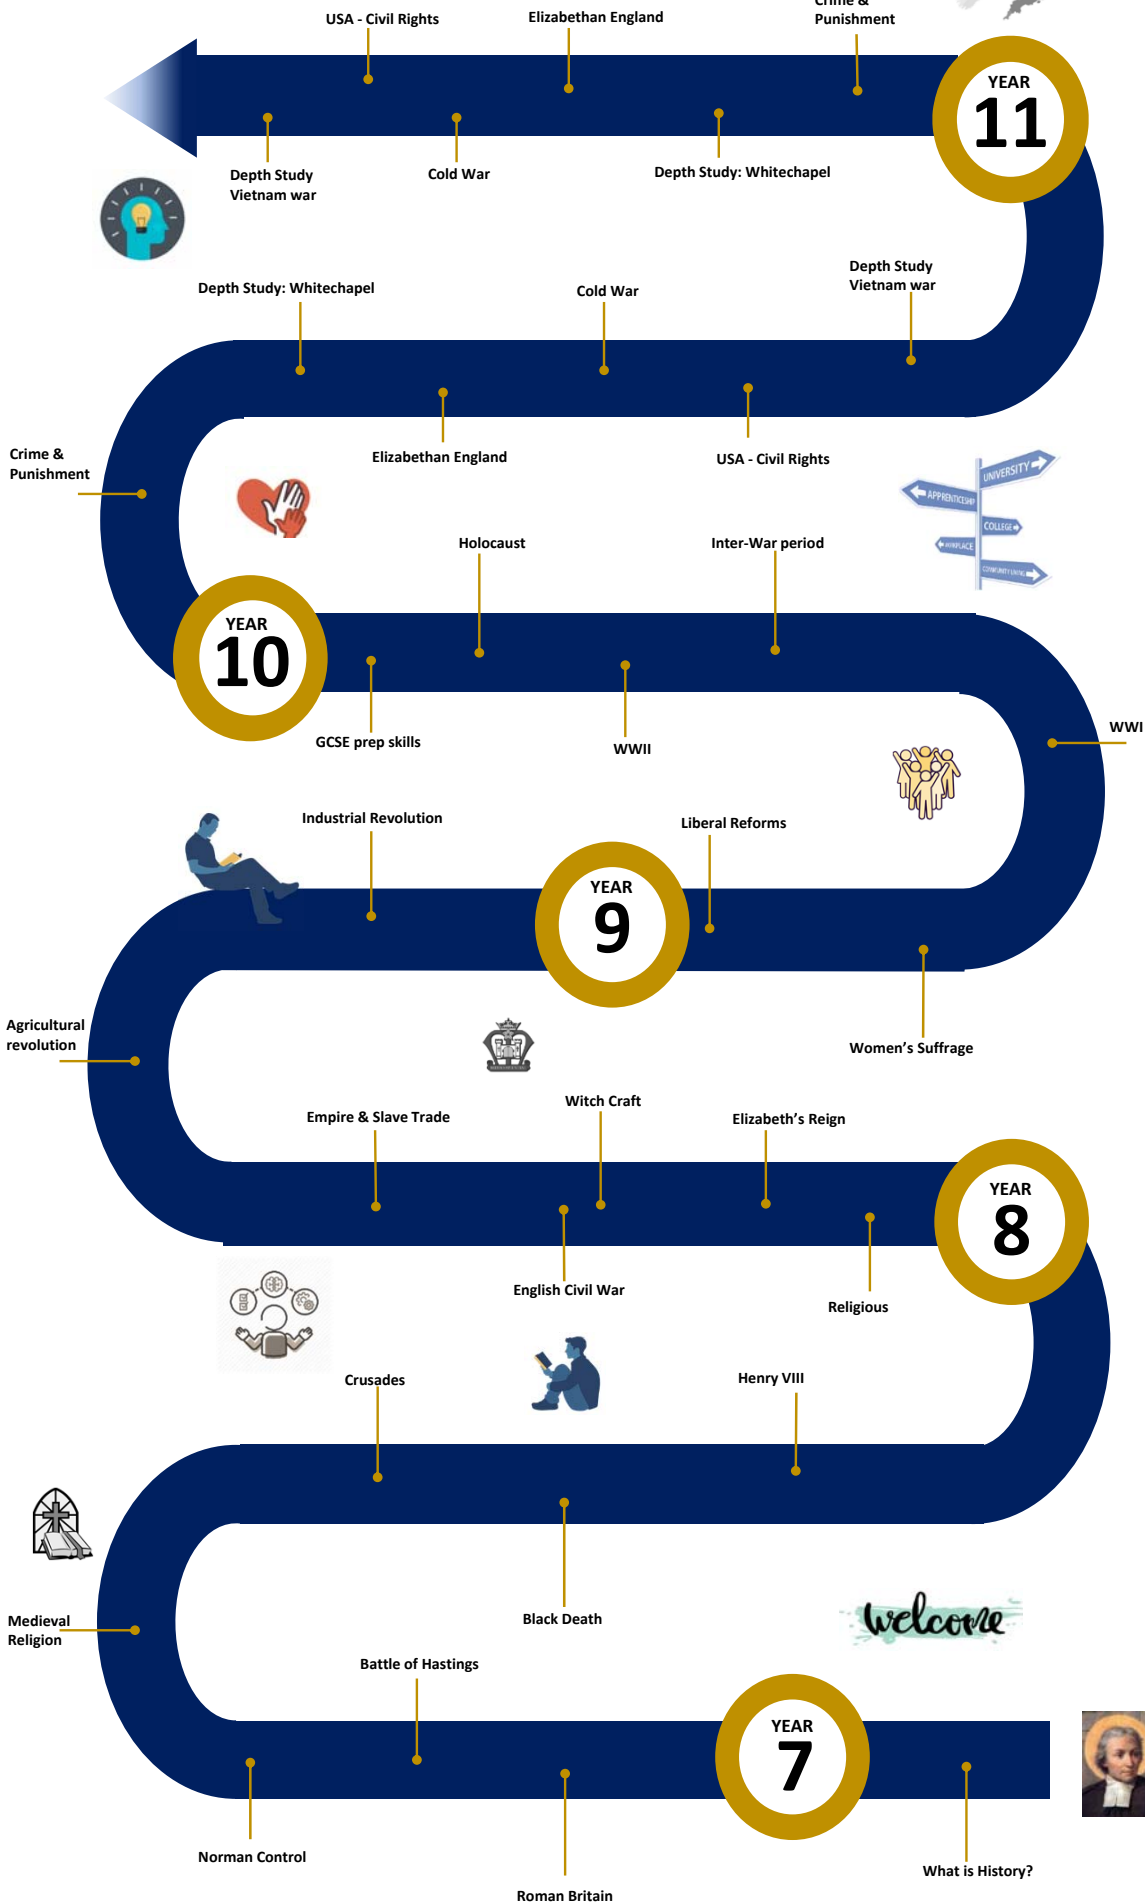 Crime &
Punishment
USA - Civil Rights
Elizabethan England
YEAR
11
Depth Study
Vietnam war
Cold War
Depth Study: Whitechapel
Depth Study
Vietnam war
Depth Study: Whitechapel
Cold War
Crime &
Punishment
Elizabethan England
USA - Civil Rights
UNIVERSITY
APPRENTICESHIP
COLLEGE
WORKPLACE
COMMUNITY LIVING
Holocaust
Inter-War period
YEAR
10
GCSE prep skills
WWII
WWI
Industrial Revolution
Liberal Reforms
YEAR
9
Agricultural
revolution
Women's Suffrage
Empire & Slave Trade
Witch Craft
Elizabeth's Reign
YEAR
8
English Civil War
Religious
Crusades
Henry VIII
Black Death
welcome
Medieval
Religion
Battle of Hastings
YEAR
7
Norman Control
What is History?
Roman Britain